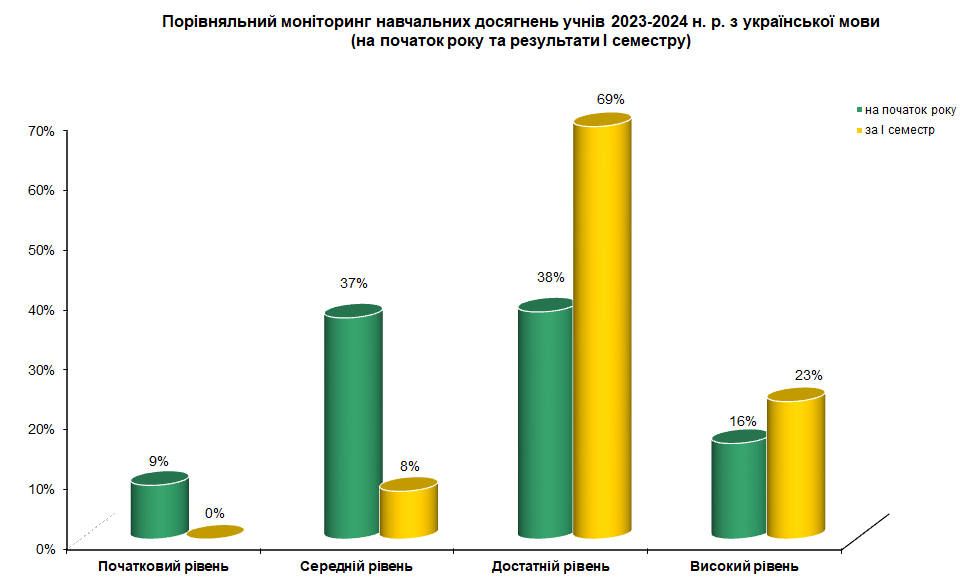 Порівняльний моніторинг навчальних досягнень учнів 2023-2024 н. р. з української мови
(на початок року та результати І семестру)
69%
на початок року
за І семестр
70%
60%
50%
40%
30%
20%
10%
0%
37%
38%
23%
16%
9%
8%
0%
Початковий рівень
Середній рівень
Достатній рівень
Високий рівень